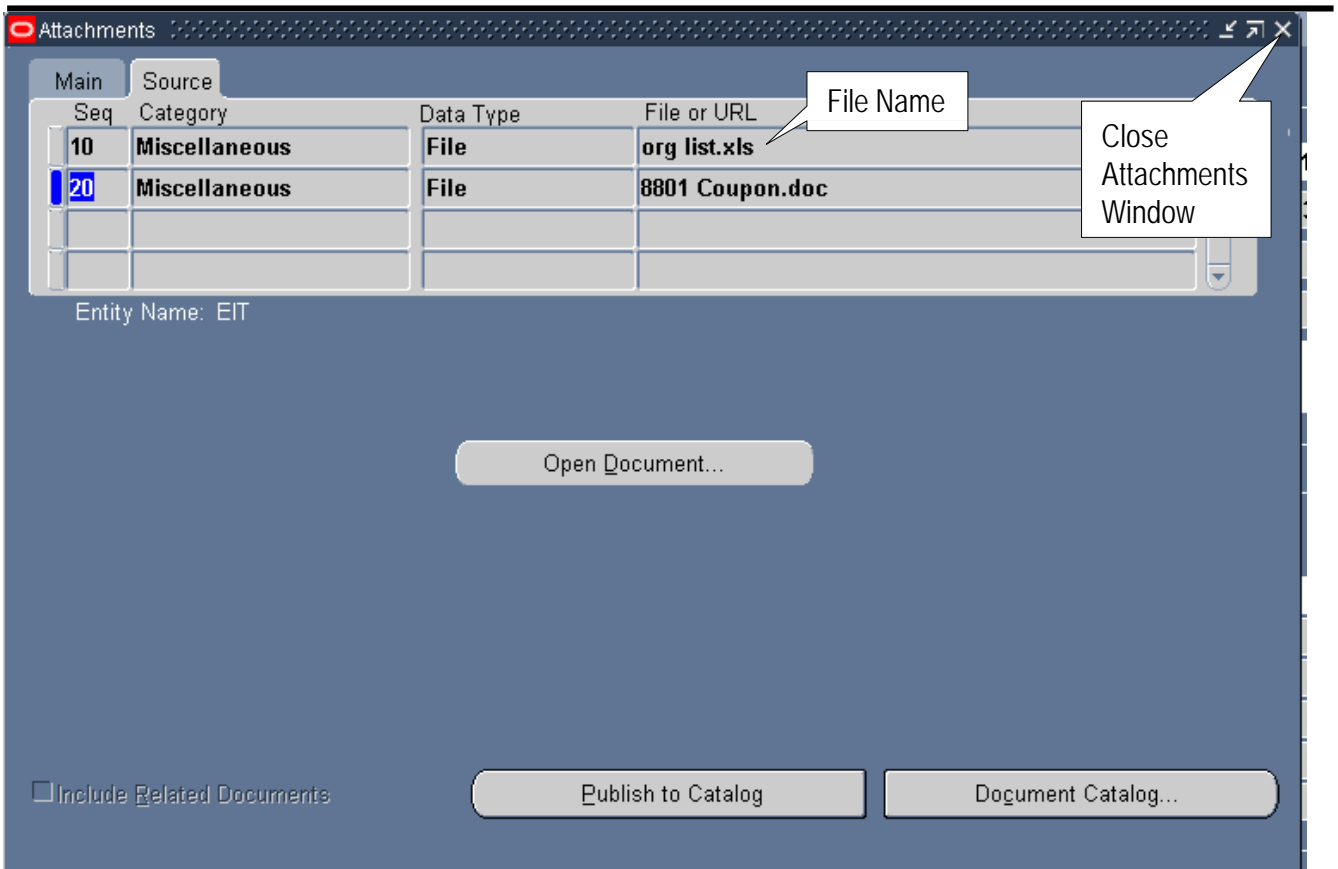 Attachments
Main Source
Seq Category Data Type File or URL
File Name
Close
Attachments
Window
10 Miscellaneous File org list.xls
20 Miscellaneous File 8801 Coupon.doc
Entity Name: EIT
Open Document...
Include Related Documents
Publish to Catalog
Document Catalog...